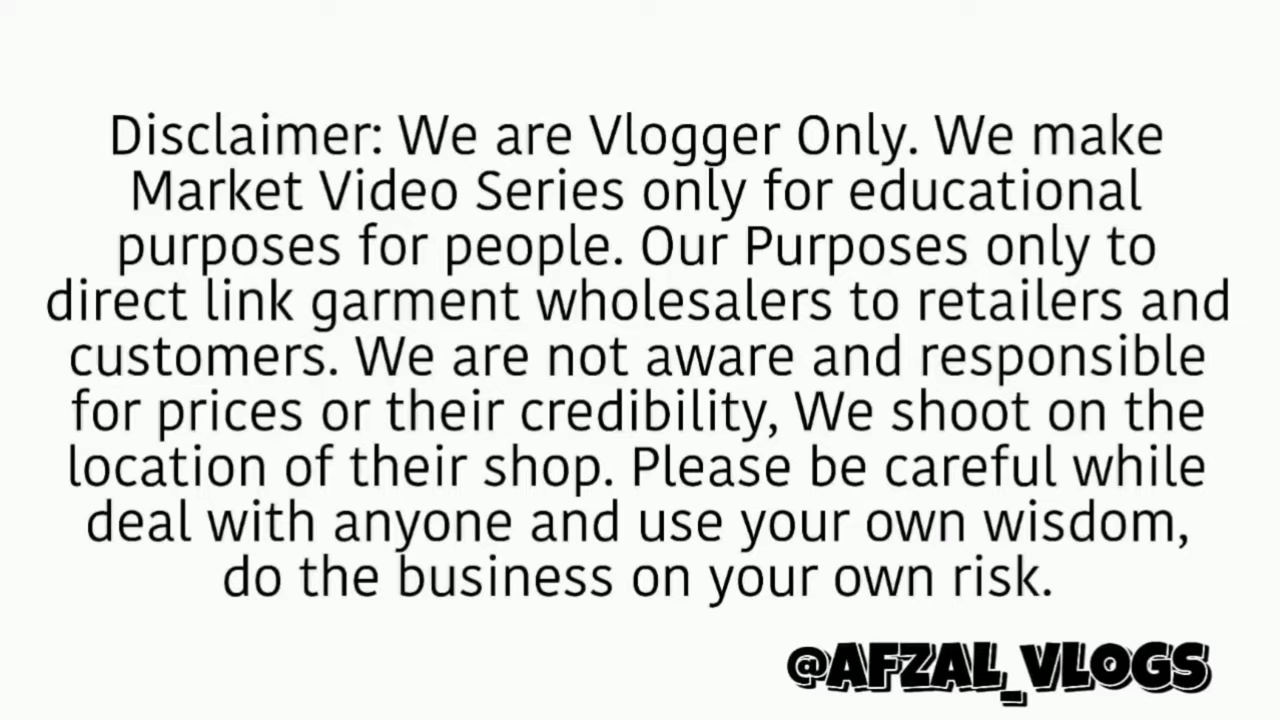 Disclaimer: We are Vlogger Only. We make
Market Video Series only for educational
purposes for people. Our Purposes only to
direct link garment wholesalers to retailers and
customers. We are not aware and responsible
for prices or their credibility, We shoot on the
location of their shop. Please be careful while
deal with anyone and use your own wisdom,
do the business on your own risk.
@AFZAL_VLOGS